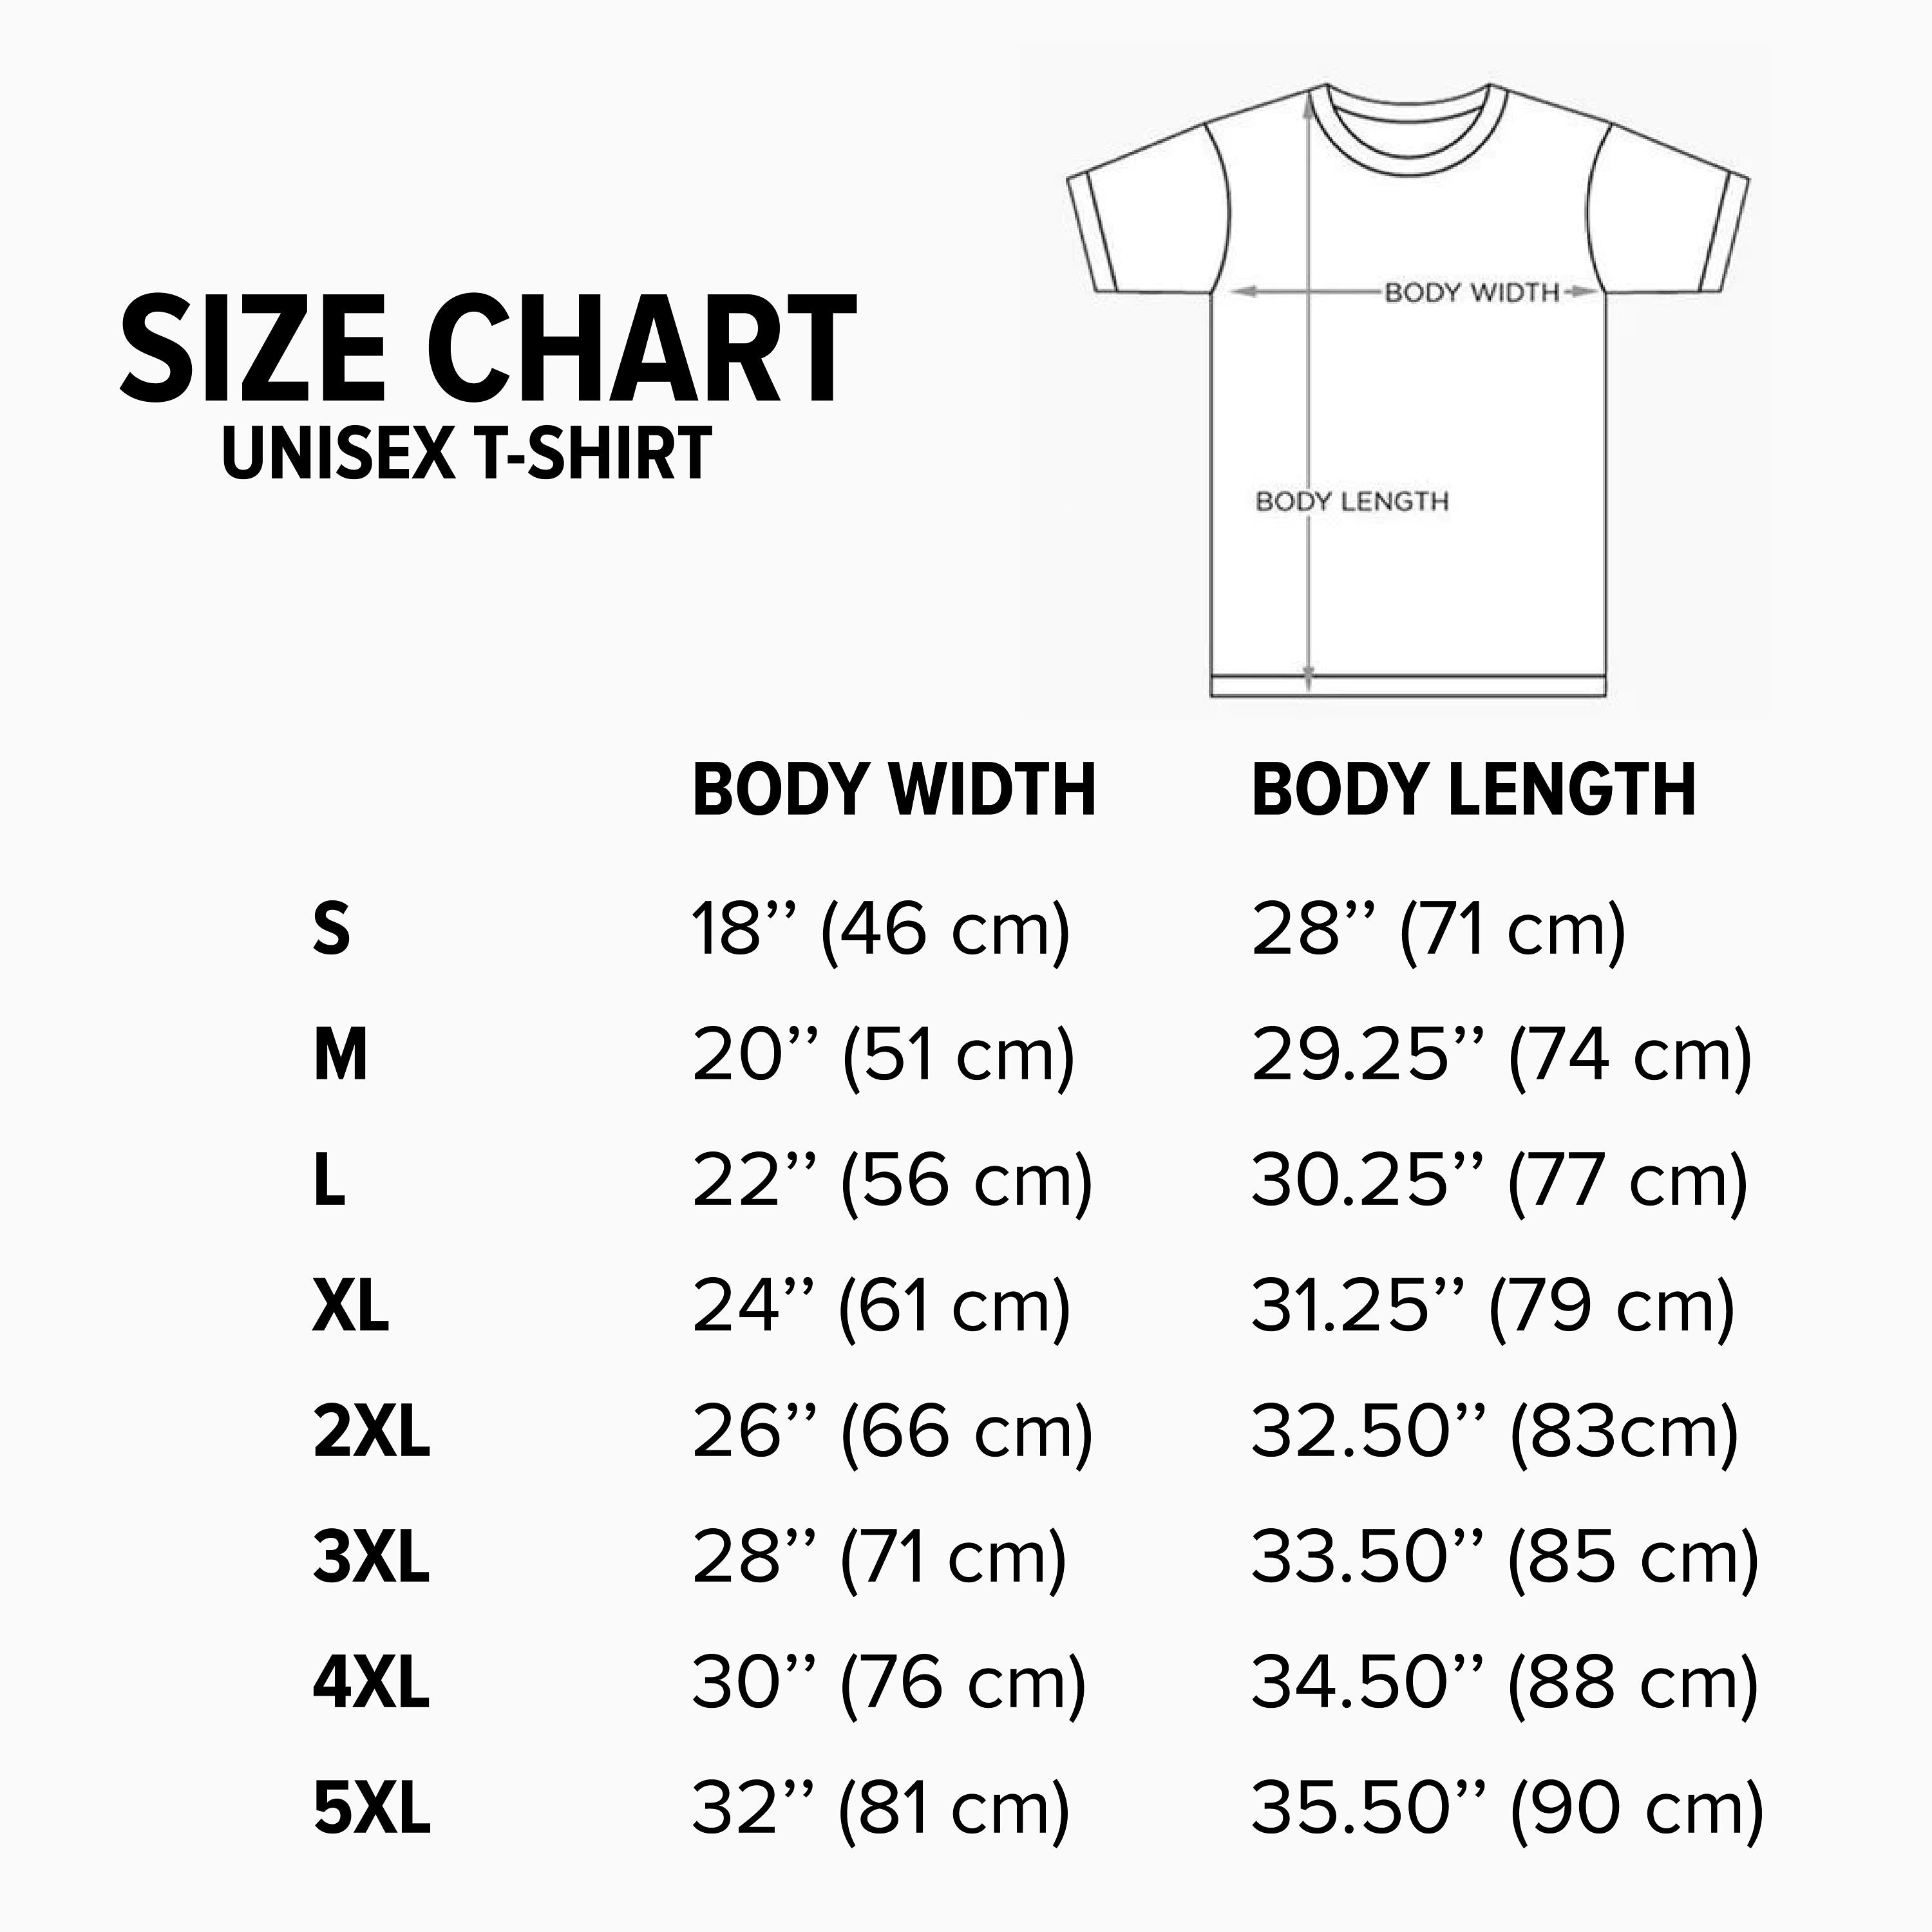 SIZE CHART
UNISEX T-SHIRT
BODY WIDTH
BODY LENGTH
BODY WIDTH BODY LENGTH
S 18’’ (46 cm) 28’’ (71 cm)
M 20’’ (51 cm) 29.25’’ (74 cm)
L 22’’ (56 cm) 30.25’’ (77 cm)
XL 24’’ (61 cm) 31.25’’ (79 cm)
2XL 26’’ (66 cm) 32.50’’ (83cm)
3XL 28’’ (71 cm) 33.50’’ (85 cm)
4XL 30’’ (76 cm) 34.50’’ (88 cm)
5XL 32’’ (81 cm) 35.50’’ (90 cm)